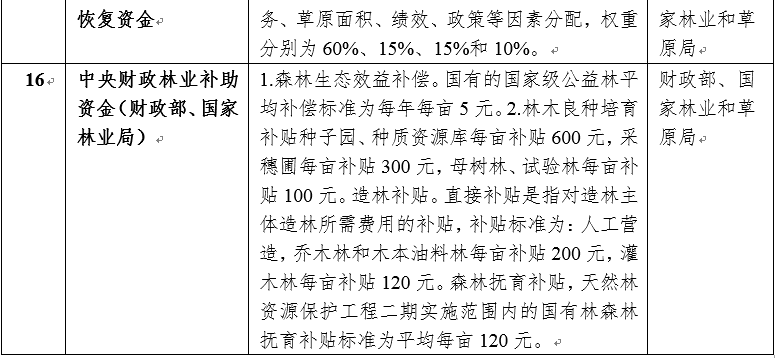 恢复资金
务、草原面积、绩效、政策等因素分配，权重
分别为 60%、15%、15%和 10%。
家林业和草
原局
16
中央财政林业补助
资金（财政部、国家
林业局）
1.森林生态效益补偿。国有的国家级公益林平
均补偿标准为每年每亩 5 元。2.林木良种培育
补贴种子园、种质资源库每亩补贴 600 元，采
穗圃每亩补贴 300 元，母树林、试验林每亩补
贴 100 元。造林补贴。直接补贴是指对造林主
体造林所需费用的补贴，补贴标准为：人工营
造，乔木林和木本油料林每亩补贴 200 元，灌
木林每亩补贴 120 元。森林抚育补贴，天然林
资源保护工程二期实施范围内的国有林森林
抚育补贴标准为平均每亩 120 元。
财政部、国
家林业和草
原局